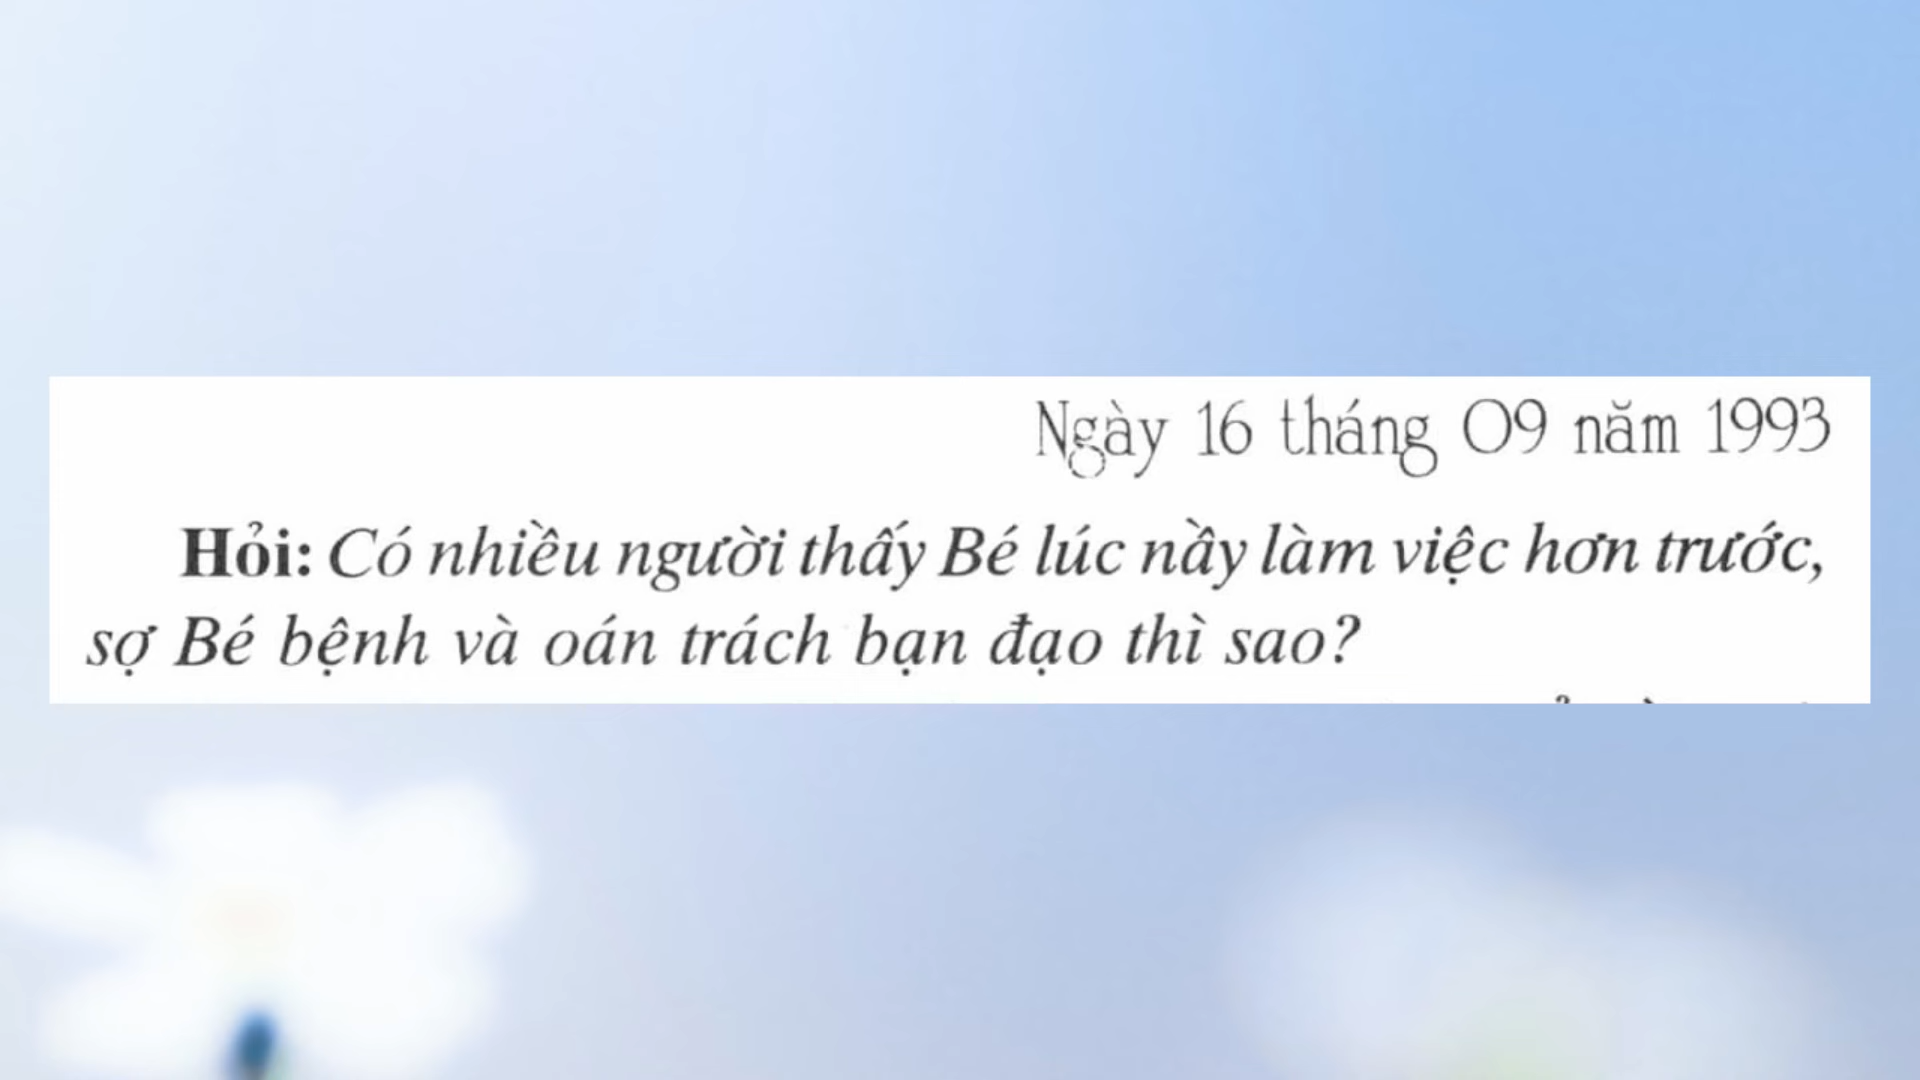 Ngày 16 tháng 09 năm 1993
Hỏi: Có nhiều người thấy Bé lúc nầy làm việc hơn trước,
sợ Bé bệnh và oán trách bạn đạo thì sao?